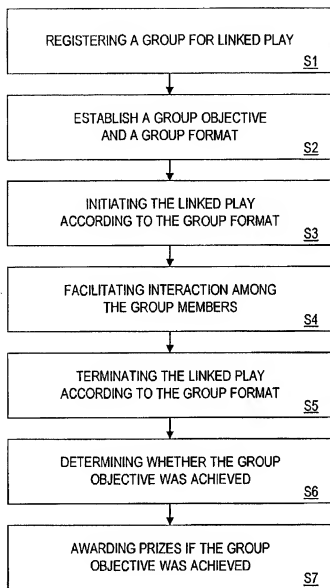 REGISTERING A GROUP FOR LINKED PLAY
S1
ESTABLISH A GROUP OBJECTIVE
AND A GROUP FORMAT
S2
INITIATING THE LINKED PLAY
ACCORDING TO THE GROUP FORMAT
S3
FACILITATING INTERACTION AMONG
THE GROUP MEMBERS
S4
TERMINATING THE LINKED PLAY
ACCORDING TO THE GROUP FORMAT
S5
DETERMINING WHETHER THE GROUP
OBJECTIVE WAS ACHIEVED
S6
AWARDING PRIZES IF THE GROUP
OBJECTIVE WAS ACHIEVED
S7